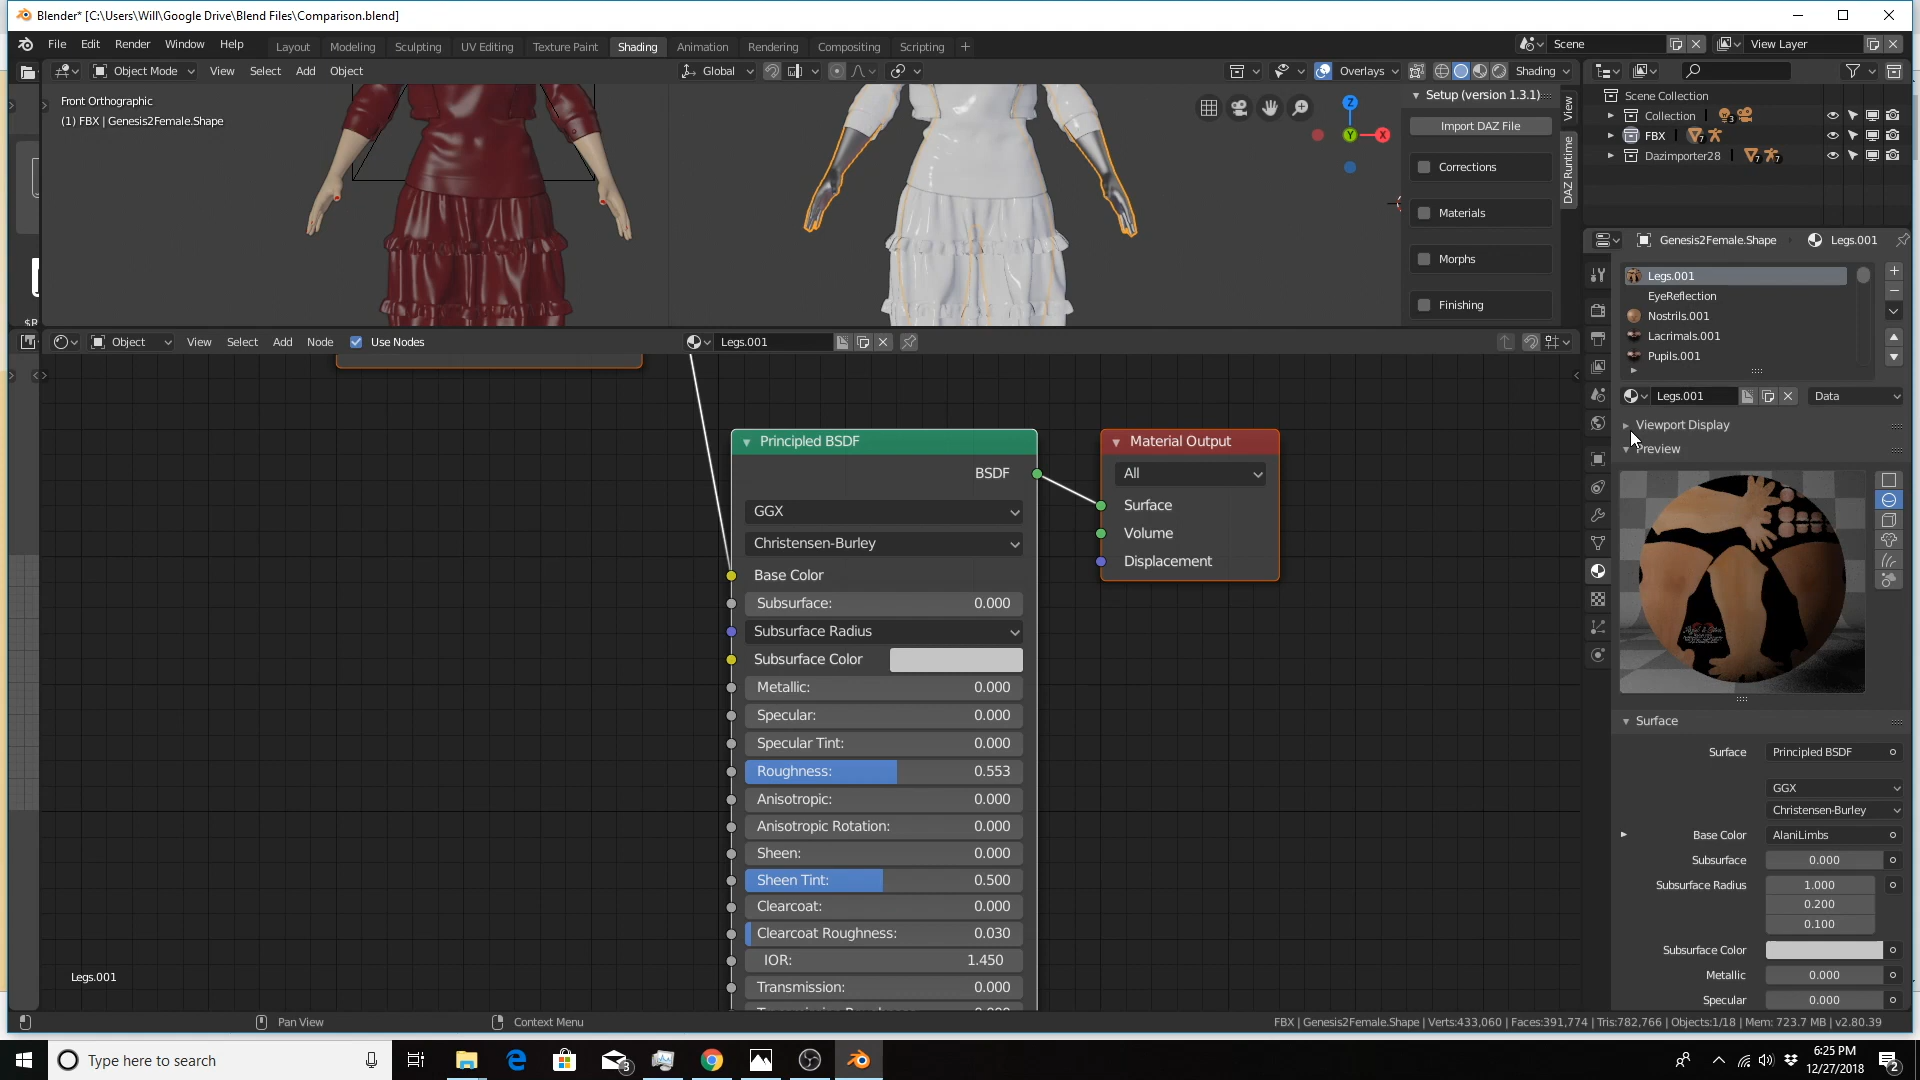 Blender* [C:\Users\Will\Google Drive\Blend Files\Comparison.blend]
File Edit Render Window Help Layout Modeling Sculpting UV Editing Texture Paint Shading Animation Rendering Compositing Scripting + Scene View Layer
Object Mode View Select Add Object Global Overlays Shading
Front Orthographic
(1) FBX | Genesis2Female.Shape
Z
Y
X
Setup (version 1.3.1)
Import DAZ File
Corrections
Materials
Morphs
Finishing
View
DAZ Runtime
Scene Collection
Collection 3
FBX 7
Dazimporter28 7 7
Genesis2Female.Shape Legs.001
Legs.001
EyeReflection
Nostrils.001
Lacrimals.001
Pupils.001
Legs.001 Data
Viewport Display
Preview
Surface
Surface Principled BSDF
GGX
Christensen-Burley
Base Color AlaniLimbs
Subsurface 0.000
Subsurface Radius 1.000
0.200
0.100
Subsurface Color
Metallic 0.000
Specular 0.000
Object View Select Add Node Use Nodes Legs.001
Principled BSDF
BSDF
GGX
Christensen-Burley
Base Color
Subsurface: 0.000
Subsurface Radius
Subsurface Color
Metallic: 0.000
Specular: 0.000
Specular Tint: 0.000
Roughness: 0.553
Anisotropic: 0.000
Anisotropic Rotation: 0.000
Sheen: 0.000
Sheen Tint: 0.500
Clearcoat: 0.000
Clearcoat Roughness: 0.030
IOR: 1.450
Transmission: 0.000
Material Output
All
Surface
Volume
Displacement
Legs.001
Pan View Context Menu FBX | Genesis2Female.Shape | Verts:433,060 | Faces:391,774 | Tris:782,766 | Objects:1/18 | Mem: 723.7 MB | v2.80.39
Type here to search
3
6:25 PM
12/27/2018
2